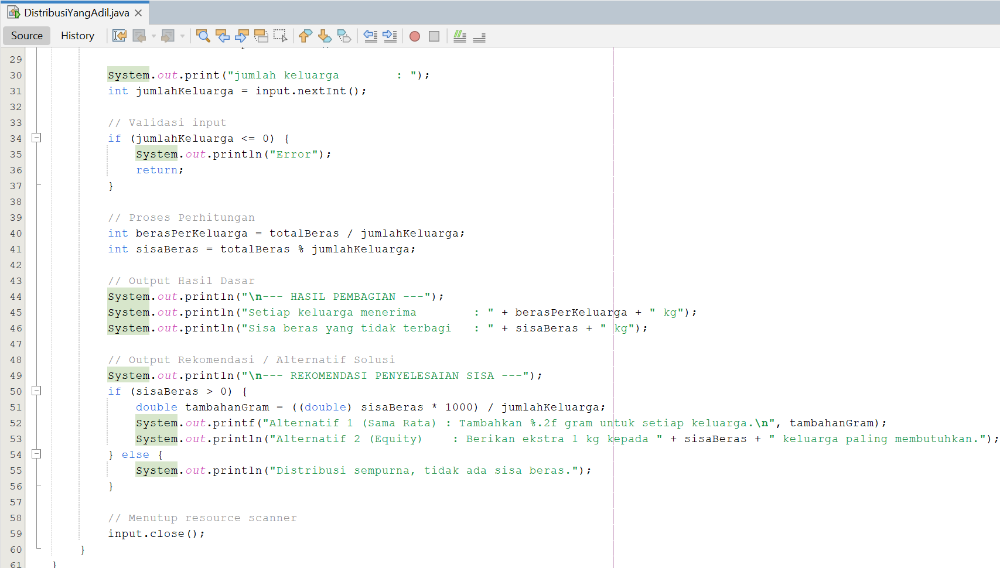 DistribusiYangAdil.java
Source History
29
30 System.out.print("jumlah keluarga        : ");
31 int jumlahKeluarga = input.nextInt();
32
33 // Validasi input
34 if (jumlahKeluarga <= 0) {
35     System.out.println("Error");
36     return;
37 }
38
39 // Proses Perhitungan
40 int berasPerKeluarga = totalBeras / jumlahKeluarga;
41 int sisaBeras = totalBeras % jumlahKeluarga;
42
43 // Output Hasil Dasar
44 System.out.println("\n--- HASIL PEMBAGIAN ---");
45 System.out.println("Setiap keluarga menerima        : " + berasPerKeluarga + " kg");
46 System.out.println("Sisa beras yang tidak terbagi   : " + sisaBeras + " kg");
47
48 // Output Rekomendasi / Alternatif Solusi
49 System.out.println("\n--- REKOMENDASI PENYELESAIAN SISA ---");
50 if (sisaBeras > 0) {
51     double tambahanGram = ((double) sisaBeras * 1000) / jumlahKeluarga;
52     System.out.printf("Alternatif 1 (Sama Rata) : Tambahkan %.2f gram untuk setiap keluarga.\n", tambahanGram);
53     System.out.println("Alternatif 2 (Equity)    : Berikan ekstra 1 kg kepada " + sisaBeras + " keluarga paling membutuhkan.");
54 } else {
55     System.out.println("Distribusi sempurna, tidak ada sisa beras.");
56 }
57
58 // Menutup resource scanner
59 input.close();
60 }
61 }